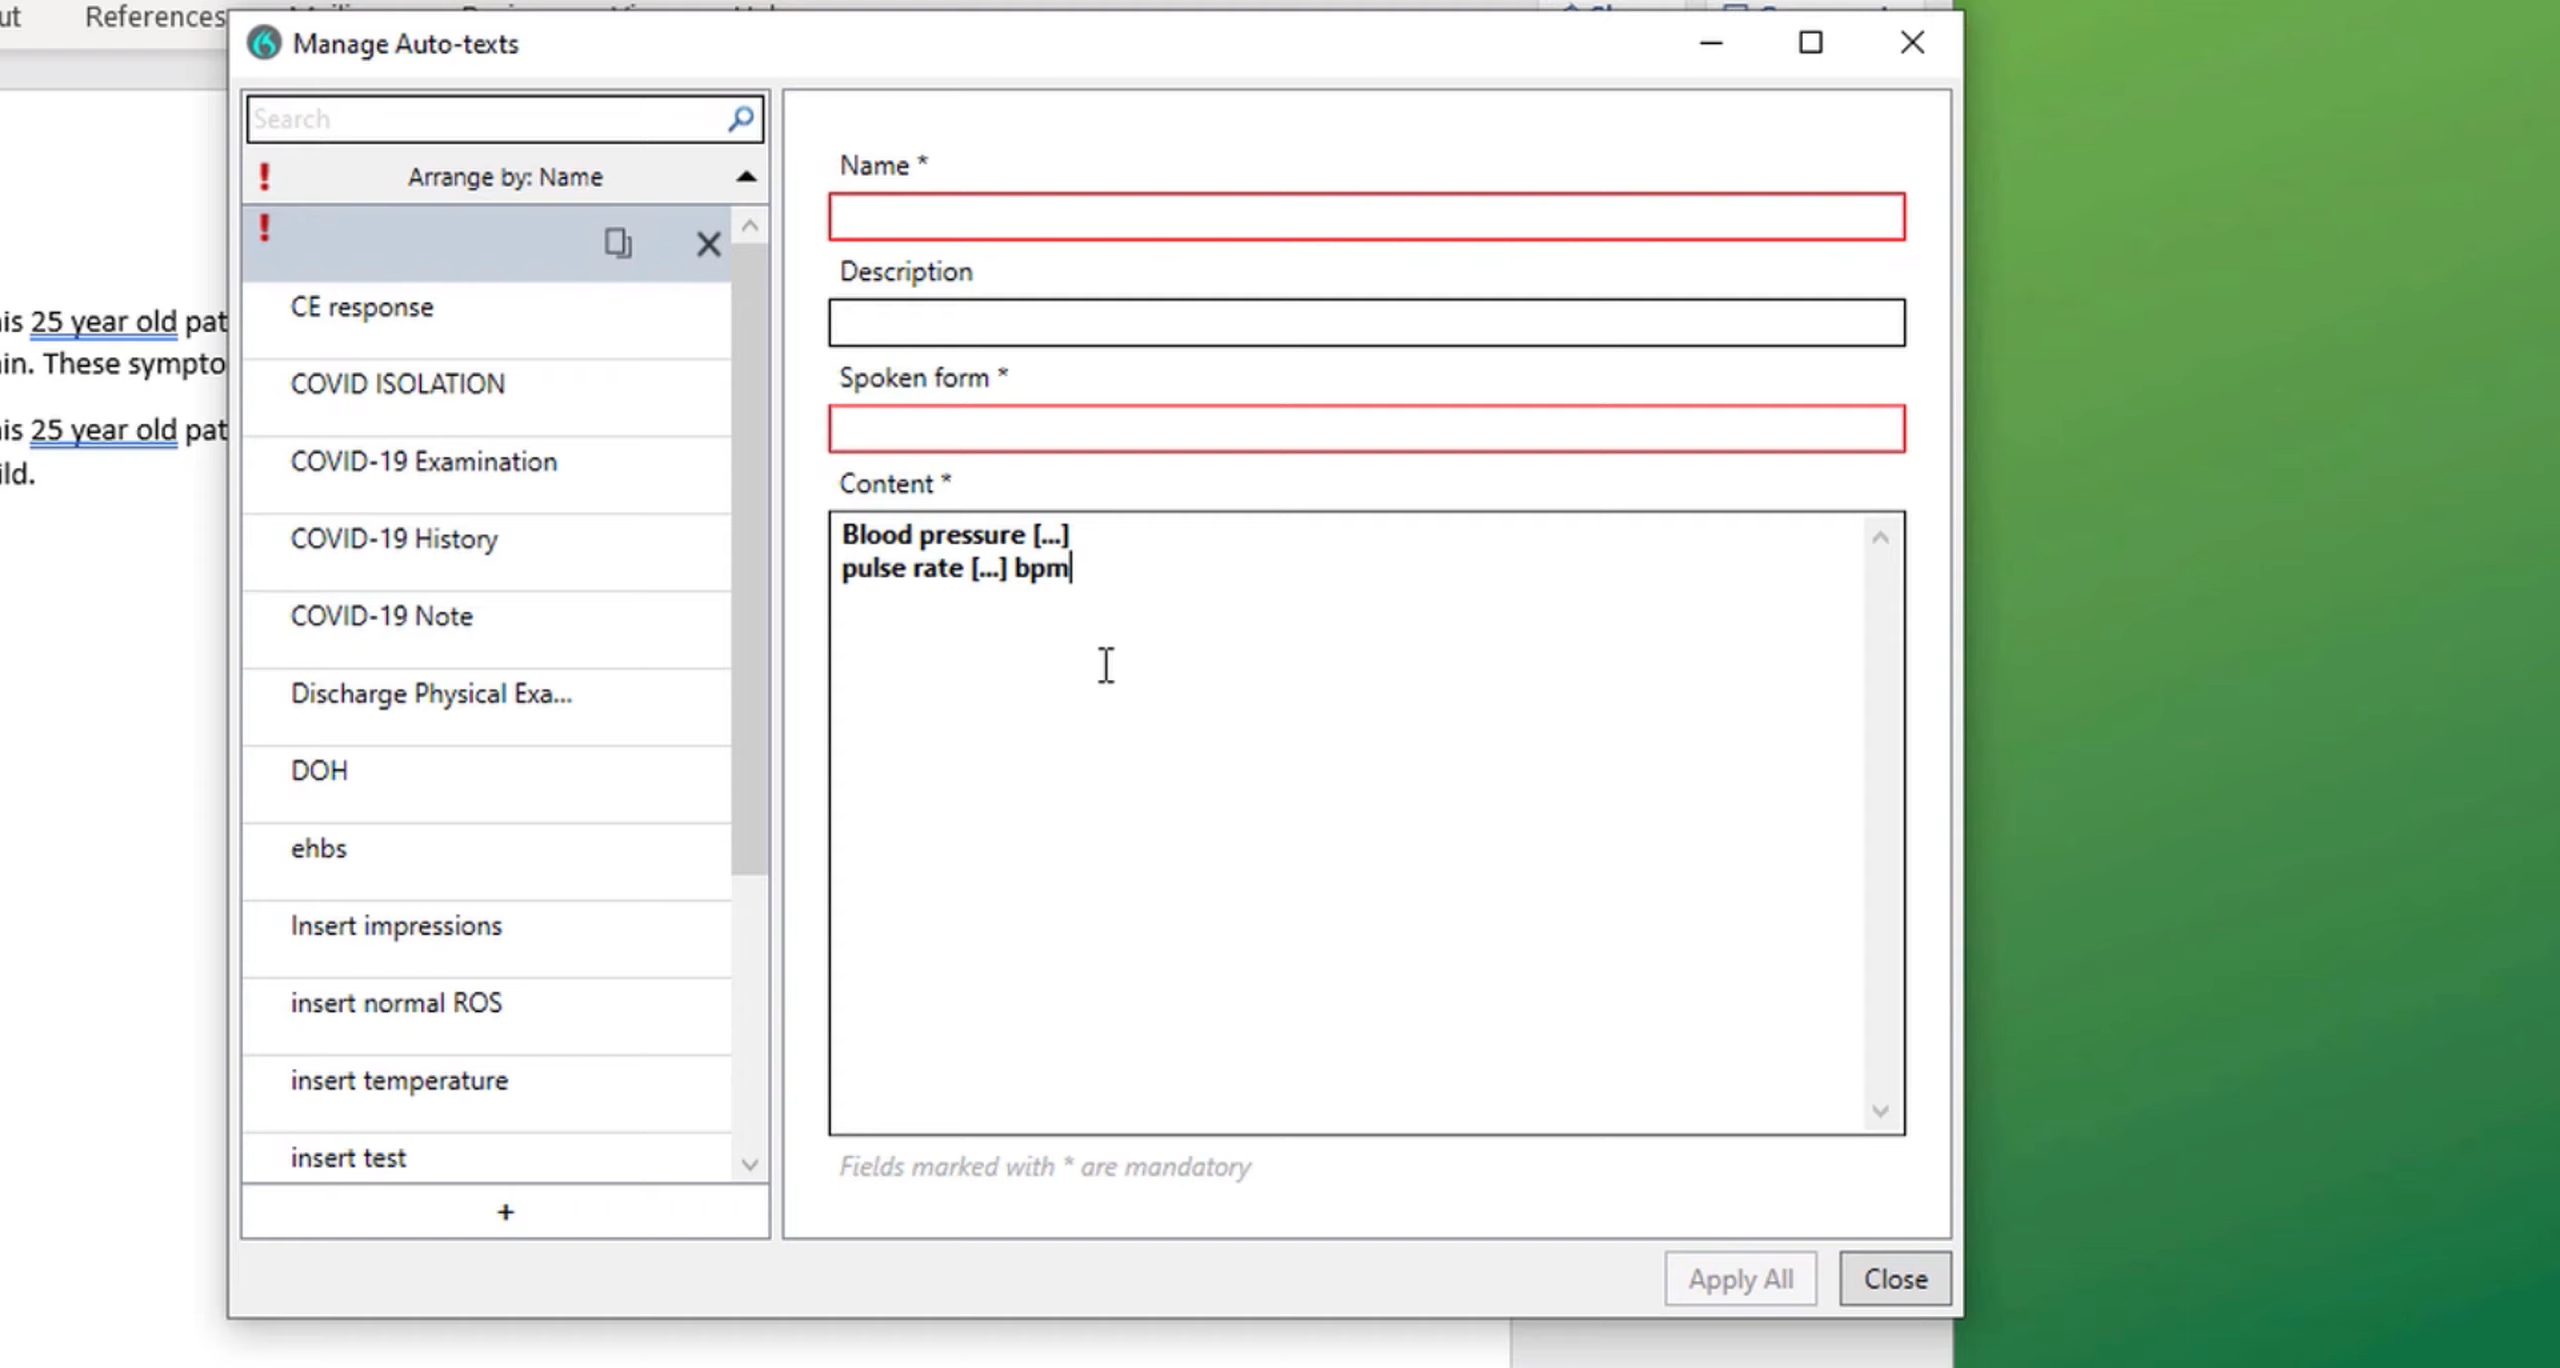 ut References
Manage Auto-texts
Search
! Arrange by: Name
!
CE response
COVID ISOLATION
COVID-19 Examination
COVID-19 History
COVID-19 Note
Discharge Physical Exa...
DOH
ehbs
Insert impressions
insert normal ROS
insert temperature
insert test
+
Name *
Description
Spoken form *
Content *
Blood pressure [...]
pulse rate [...] bpm
Fields marked with * are mandatory
Apply All Close
is 25 year old pat
in. These sympto
is 25 year old pat
ild.